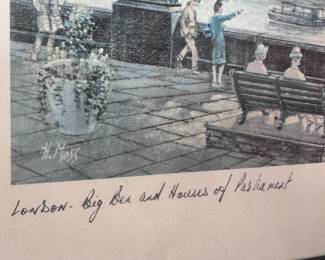 H. Moss
LONDON - Big Ben and Houses of Parliament